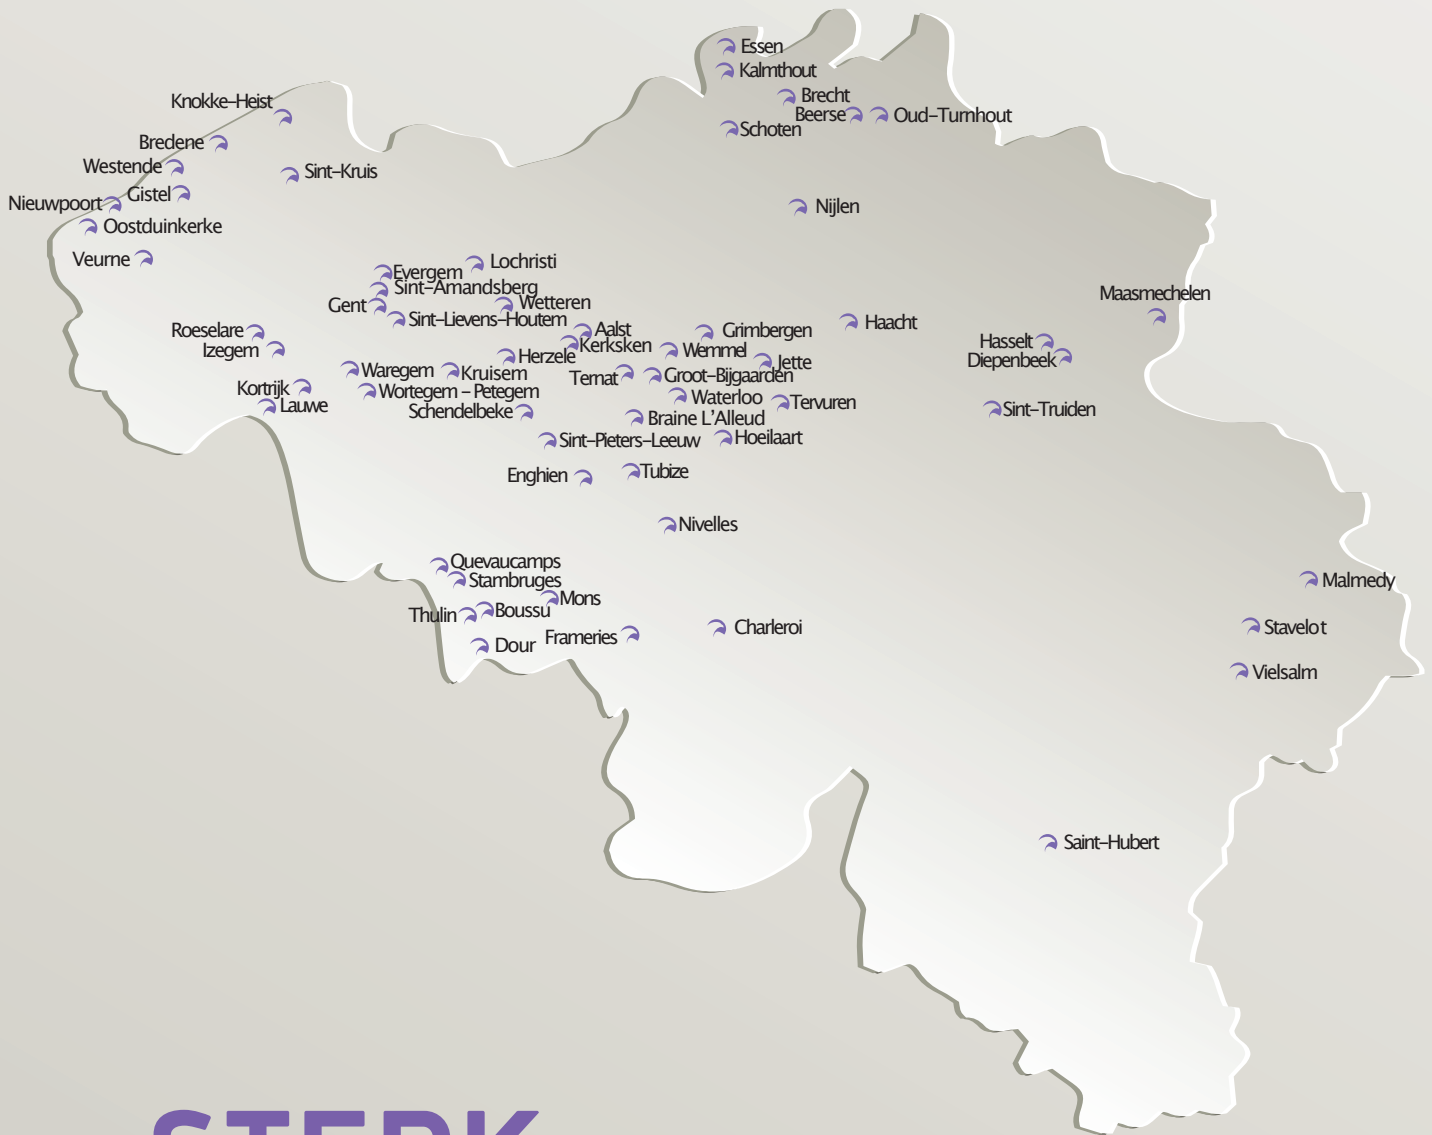 Essen
Kalmthout
Brecht
Knokke-Heist
Beerse
Oud-Turnhout
Schoten
Bredene
Westende
Sint-Kruis
Gistel
Nieuwpoort
Nijlen
Oostduinkerke
Veurne
Lochristi
Evergem
Sint-Amandsberg
Maasmechelen
Gent
Wetteren
Sint-Lievens-Houtem
Haacht
Roeselare
Aalst
Grimbergen
Hasselt
Izegem
Kerksken
Wemmel
Herzele
Diepenbeek
Jette
Waregem
Kruisem
Ternat
Groot-Bijgaarden
Kortrijk
Wortegem - Petegem
Waterloo
Tervuren
Lauwe
Schendelbeke
Sint-Truiden
Braine L'Alleud
Sint-Pieters-Leeuw
Hoeilaart
Enghien
Tubize
Nivelles
Quevaucamps
Stambruges
Malmedy
Mons
Thulin
Boussu
Charleroi
Stavelot
Frameries
Dour
Vielsalm
Saint-Hubert
STERK